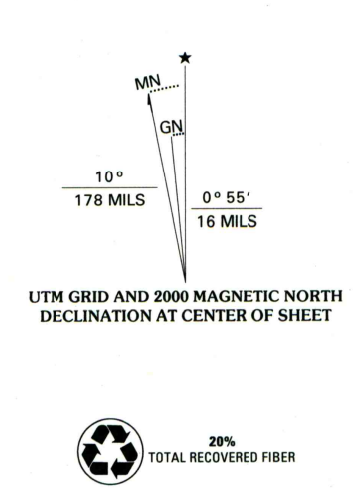 ★
MN
GN
10°
178 MILS
0° 55′
16 MILS
UTM GRID AND 2000 MAGNETIC NORTH
DECLINATION AT CENTER OF SHEET
20%
TOTAL RECOVERED FIBER